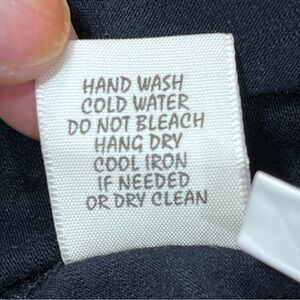 HAND WASH
COLD WATER
DO NOT BLEACH
HANG DRY
COOL IRON
IF NEEDED
OR DRY CLEAN